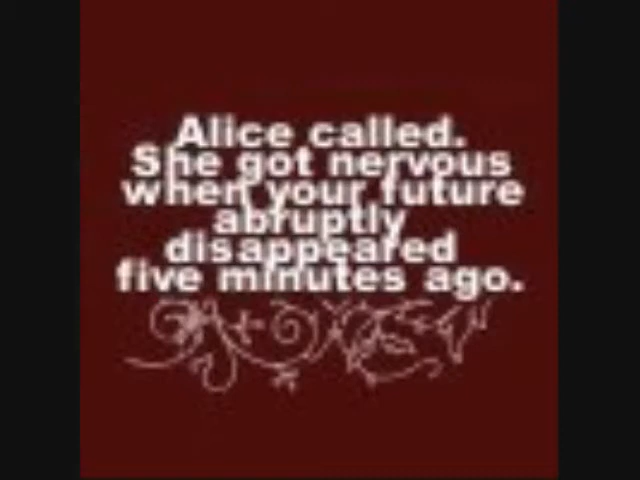 Alice called.
She got nervous
when your future
abruptly
disappeared
five minutes ago.